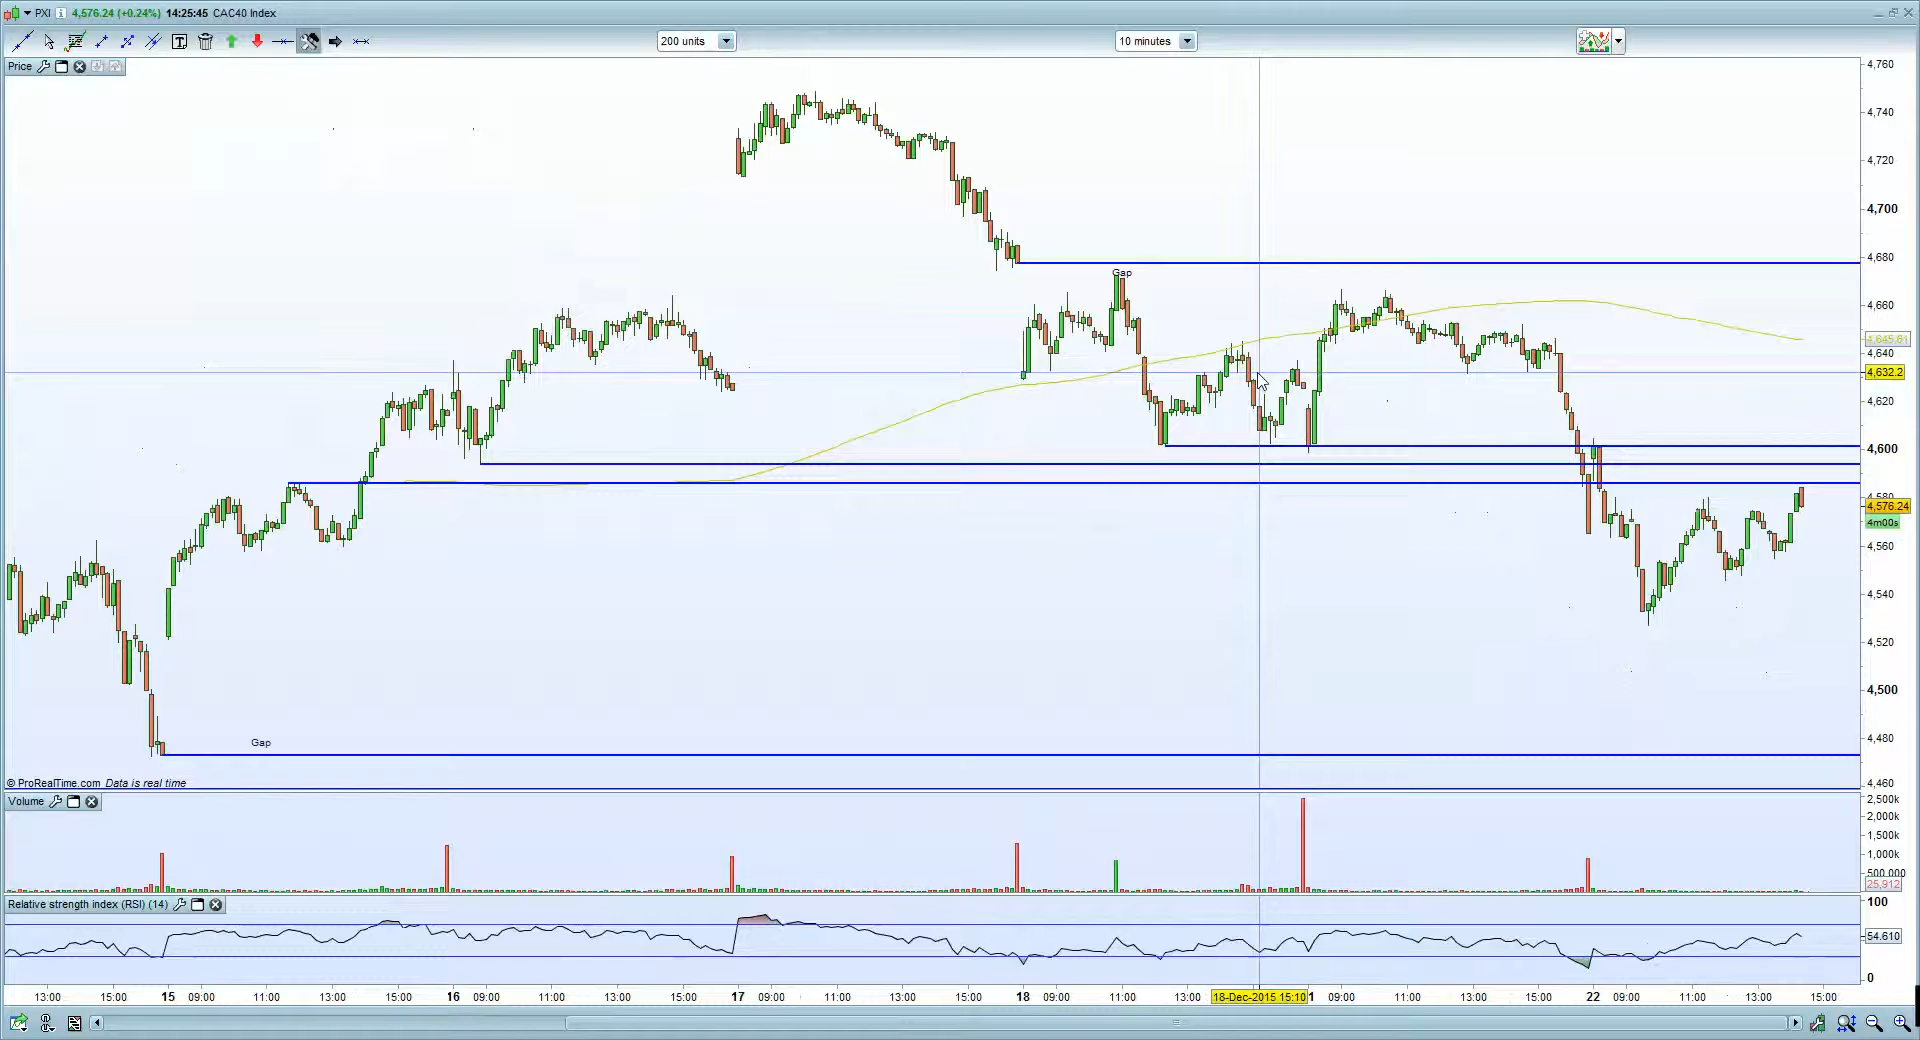 PXI 4,576.24 (+0.24%) 14:25:45 CAC40 Index
200 units
10 minutes
Price
4,760
4,740
4,720
4,700
4,680
Gap
4,660
4,645.61
4,640
4,632.2
4,620
4,600
4,580
4,576.24
4m00s
4,560
4,540
4,520
4,500
Gap
4,480
© ProRealTime.com Data is real time
4,460
Volume
2,500k
2,000k
1,500k
1,000k
500,000
25,912
Relative strength index (RSI) (14)
100
54.610
0
13:00 15:00 15 09:00 11:00 13:00 15:00 16 09:00 11:00 13:00 15:00 17 09:00 11:00 13:00 15:00 18 09:00 11:00 13:00 18-Dec-2015 15:10 1 09:00 11:00 13:00 15:00 22 09:00 11:00 13:00 15:00